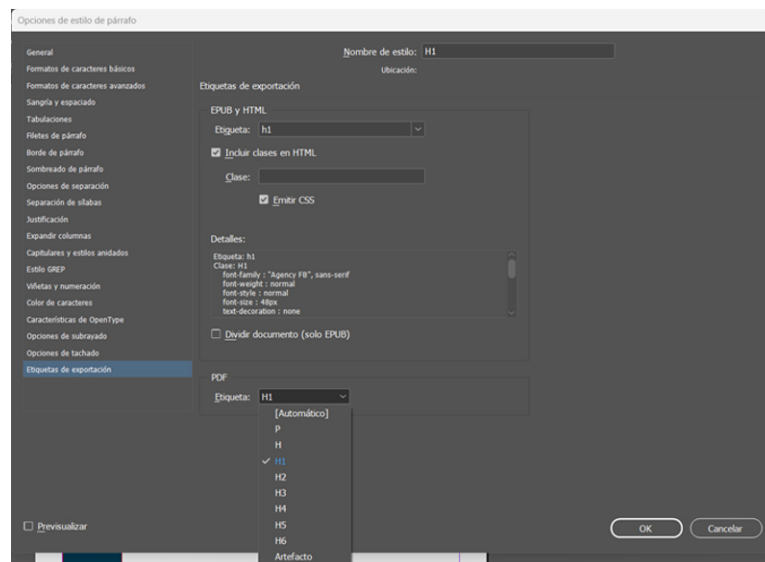 Opciones de estilo de párrafo
General
Formatos de caracteres básicos
Formatos de caracteres avanzados
Sangría y espaciado
Tabulaciones
Filetes de párrafo
Borde de párrafo
Sombreado de párrafo
Opciones de separación
Separación de sílabas
Justificación
Expandir columnas
Capitulares y estilos anidados
Estilo GREP
Viñetas y numeración
Color de caracteres
Características de OpenType
Opciones de subrayado
Opciones de tachado
Etiquetas de exportación
Nombre de estilo: H1
Ubicación:
Etiquetas de exportación
EPUB y HTML
Etiqueta: h1
Incluir clases en HTML
Clase:
Emitir CSS
Detalles:
Etiqueta: h1
Clase: H1
font-family : "Agency FB", sans-serif
font-weight : normal
font-style : normal
font-size : 48px
text-decoration : none
Dividir documento (solo EPUB)
PDF
Etiqueta: H1
[Automático]
P
H
H1
H2
H3
H4
H5
H6
Artefacto
Previsualizar
OK
Cancelar